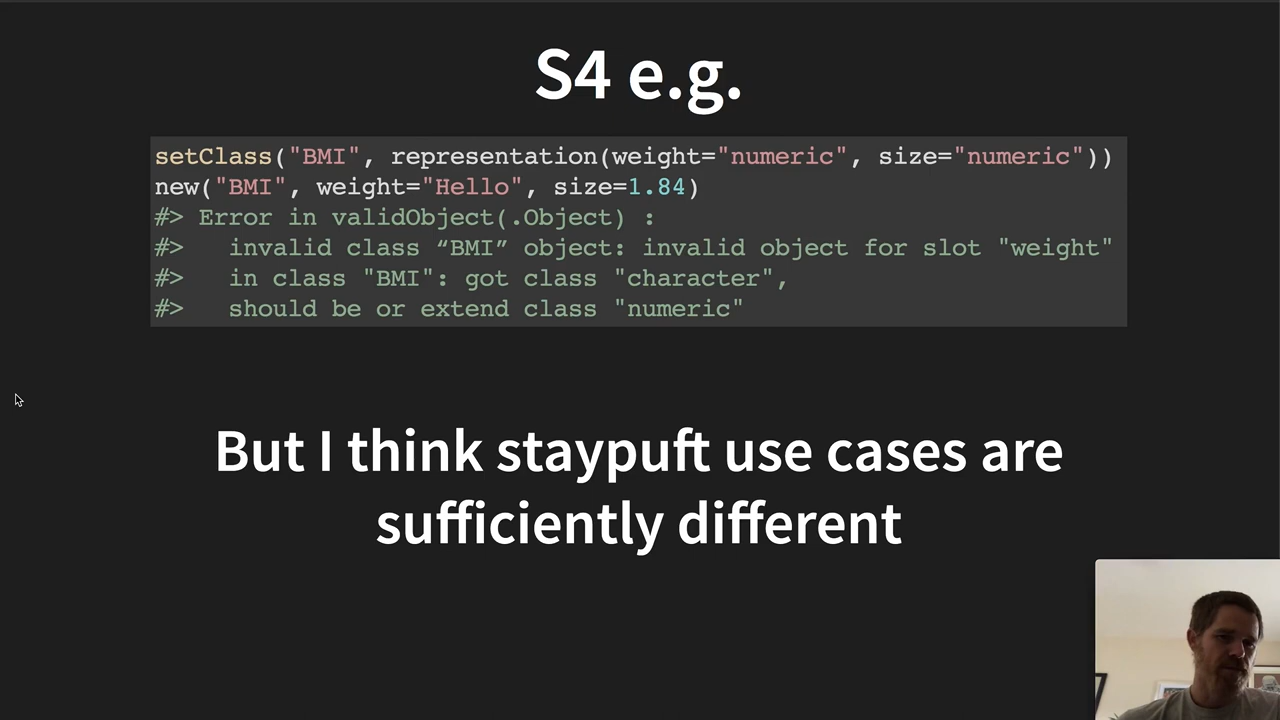 S4 e.g.
setClass("BMI", representation(weight="numeric", size="numeric"))
new("BMI", weight="Hello", size=1.84)
#> Error in validObject(.Object) :
#>   invalid class “BMI” object: invalid object for slot "weight"
#>   in class "BMI": got class "character",
#>   should be or extend class "numeric"
But I think staypuft use cases are
sufficiently different